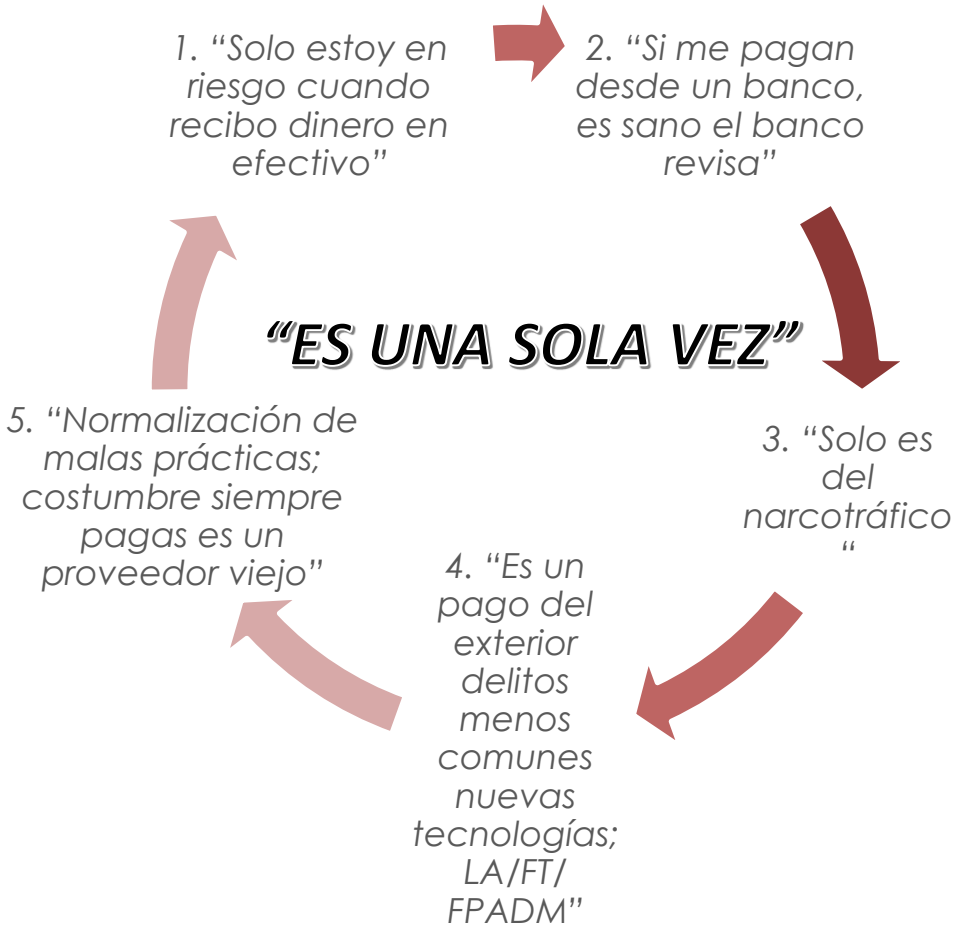 1. “Solo estoy en
riesgo cuando
recibo dinero en
efectivo”
2. “Si me pagan
desde un banco,
es sano el banco
revisa”
“ES UNA SOLA VEZ”
3. “Solo es
del
narcotráfico
“
4. “Es un
pago del
exterior
delitos
menos
comunes
nuevas
tecnologías;
LA/FT/
FPADM”
5. “Normalización de
malas prácticas;
costumbre siempre
pagas es un
proveedor viejo”